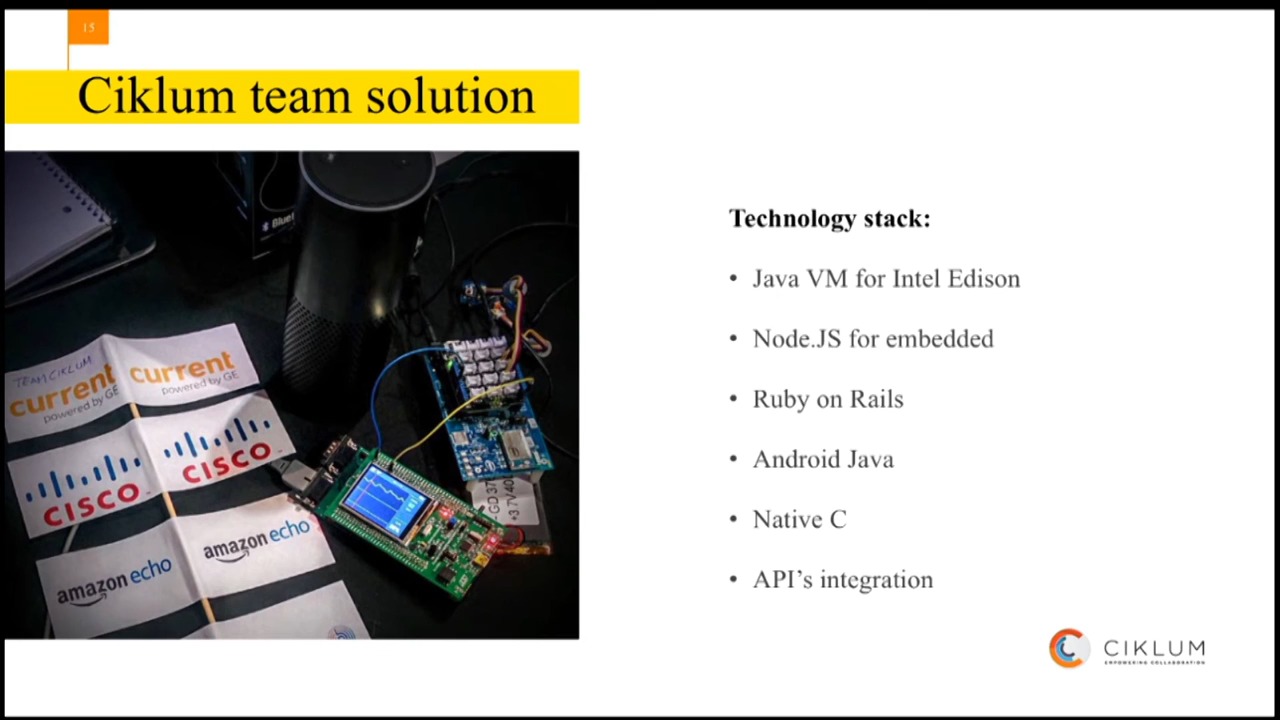 15
Ciklum team solution
Technology stack:
• Java VM for Intel Edison
• Node.JS for embedded
• Ruby on Rails
• Android Java
• Native C
• API’s integration
TEAM CIKLUM
current
powered by GE
current
powered by GE
CISCO
CISCO
amazon echo
amazon echo
CIKLUM
EMPOWERING COLLABORATION